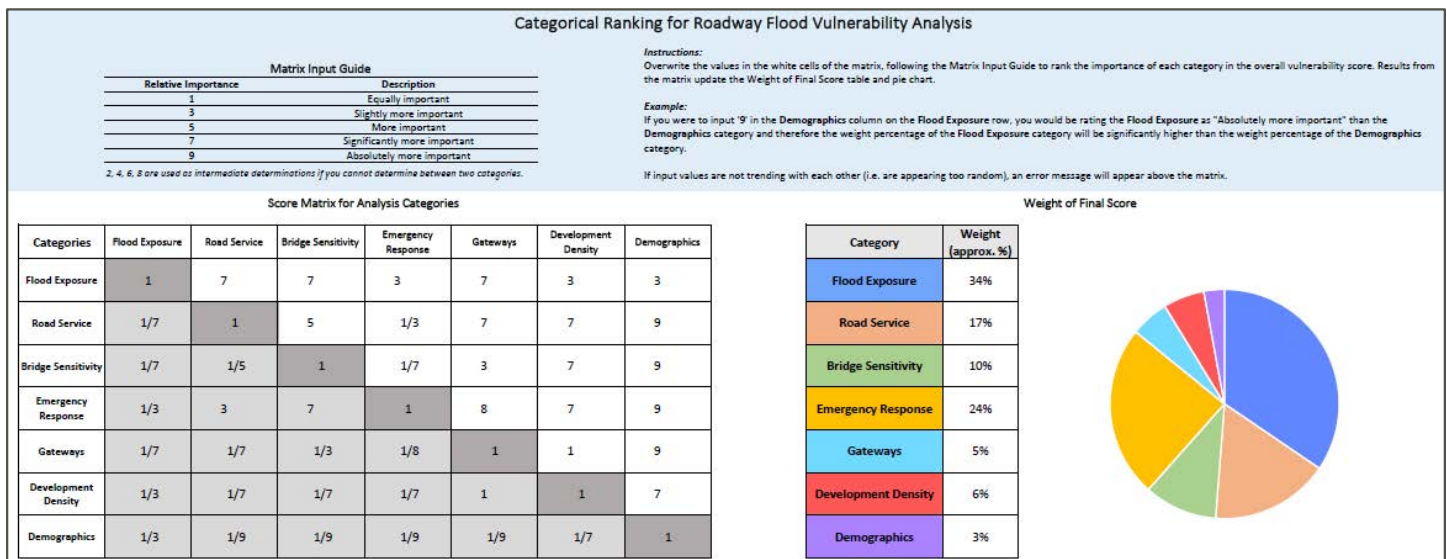 Categorical Ranking for Roadway Flood Vulnerability Analysis
Matrix Input Guide
Relative Importance Description
1 Equally important
3 Slightly more important
5 More important
7 Significantly more important
9 Absolutely more important
2, 4, 6, 8 are used as intermediate determinations if you cannot determine between two categories.
Instructions:
Overwrite the values in the white cells of the matrix, following the Matrix Input Guide to rank the importance of each category in the overall vulnerability score. Results from
the matrix update the Weight of Final Score table and pie chart.
Example:
If you were to input '9' in the Demographics column on the Flood Exposure row, you would be rating the Flood Exposure as "Absolutely more important" than the
Demographics category and therefore the weight percentage of the Flood Exposure category will be significantly higher than the weight percentage of the Demographics
category.
If input values are not trending with each other (i.e. are appearing too random), an error message will appear above the matrix.
Score Matrix for Analysis Categories
Categories Flood Exposure Road Service Bridge Sensitivity Emergency Response Gateways Development Density Demographics
Flood Exposure 1 7 7 3 7 3 3
Road Service 1/7 1 5 1/3 7 7 9
Bridge Sensitivity 1/7 1/5 1 1/7 3 7 9
Emergency Response 1/3 3 7 1 8 7 9
Gateways 1/7 1/7 1/3 1/8 1 1 9
Development Density 1/3 1/7 1/7 1/7 1 1 7
Demographics 1/3 1/9 1/9 1/9 1/9 1/7 1
Weight of Final Score
Category Weight (approx. %)
Flood Exposure 34%
Road Service 17%
Bridge Sensitivity 10%
Emergency Response 24%
Gateways 5%
Development Density 6%
Demographics 3%